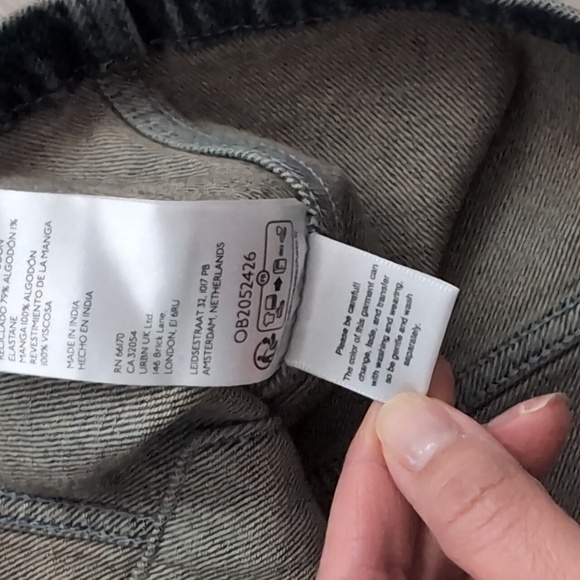 79% ALGODÓN 1%
ELASTANE
MANGA 100% ALGODÓN
REVESTIMIENTO DE LA MANGA
100% VISCOSA
MADE IN INDIA
HECHO EN INDIA
RN 66170
CA 32054
URBN UK Ltd
146 Brick Lane,
LONDON, E1 6RU
LEIDSESTRAAT 32, 1017 PB
AMSTERDAM, NETHERLANDS
OB2052426
Please be careful!
The color of this garment can
change, fade, and transfer
with washing and wearing,
so be gentle and wash
separately.